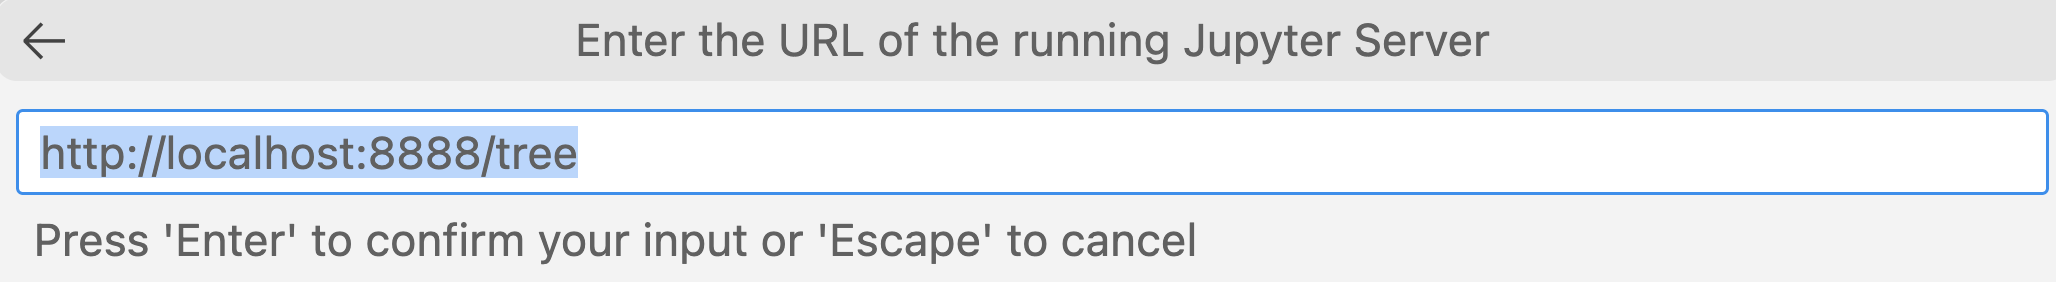 Enter the URL of the running Jupyter Server
http://localhost:8888/tree
Press 'Enter' to confirm your input or 'Escape' to cancel